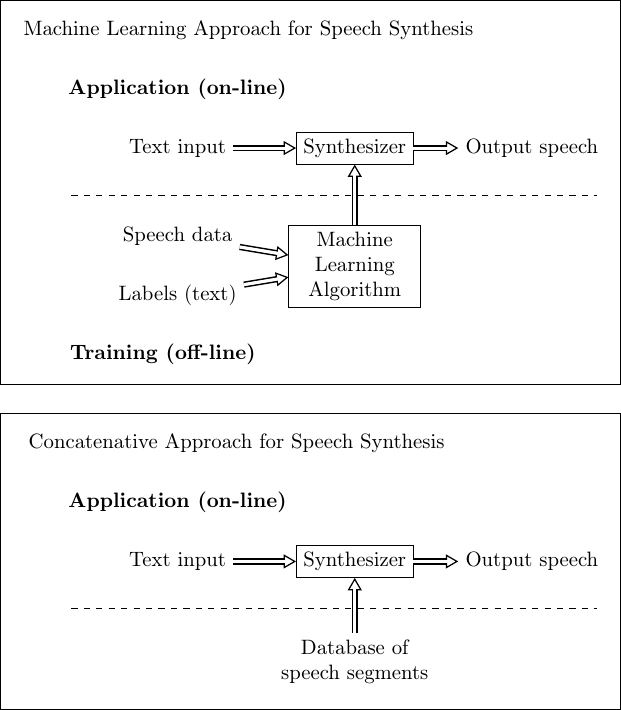 Machine Learning Approach for Speech Synthesis
Application (on-line)
Text input
Synthesizer
Output speech
Speech data
Labels (text)
Machine
Learning
Algorithm
Training (off-line)
Concatenative Approach for Speech Synthesis
Application (on-line)
Text input
Synthesizer
Output speech
Database of
speech segments